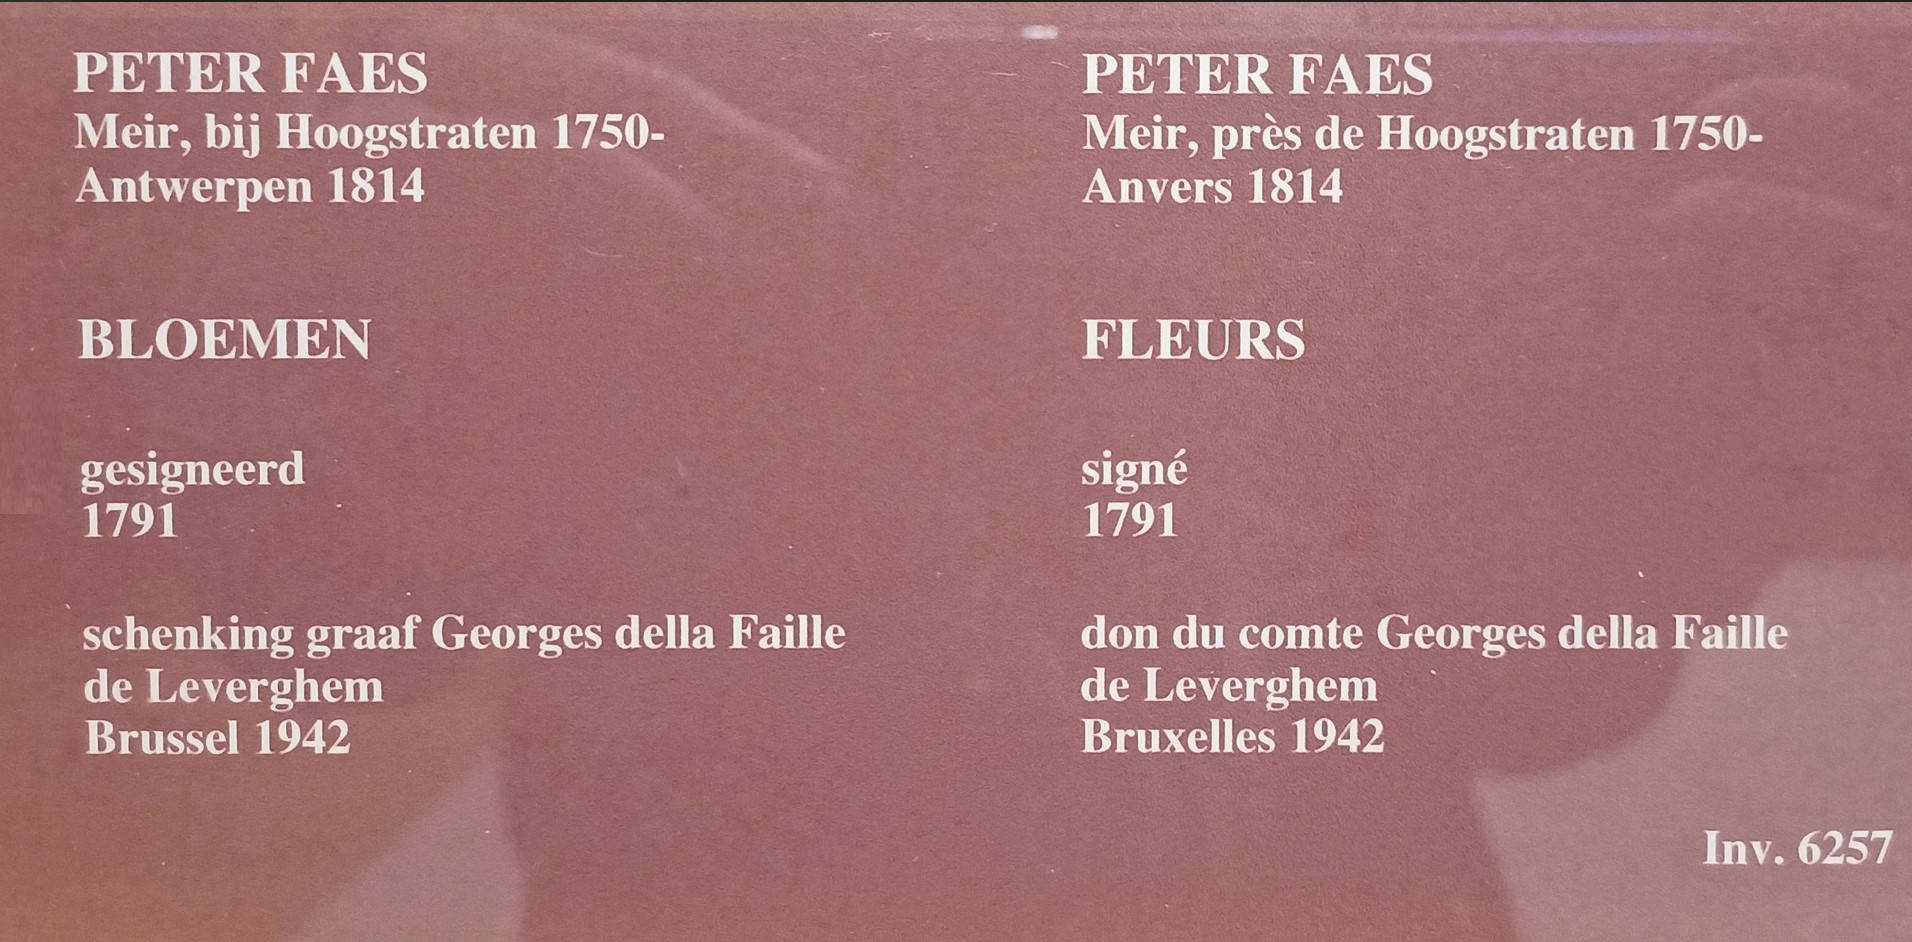 PETER FAES
Meir, bij Hoogstraten 1750-
Antwerpen 1814
BLOEMEN
gesigneerd
1791
schenking graaf Georges della Faille
de Leverghem
Brussel 1942
PETER FAES
Meir, près de Hoogstraten 1750-
Anvers 1814
FLEURS
signé
1791
don du comte Georges della Faille
de Leverghem
Bruxelles 1942
Inv. 6257